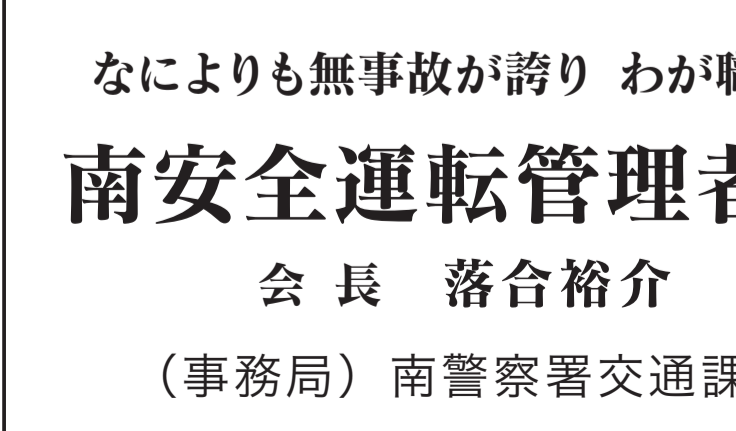 なによりも無事故が誇り わが職
南安全運転管理者
会 長 落合裕介
（事務局）南警察署交通課